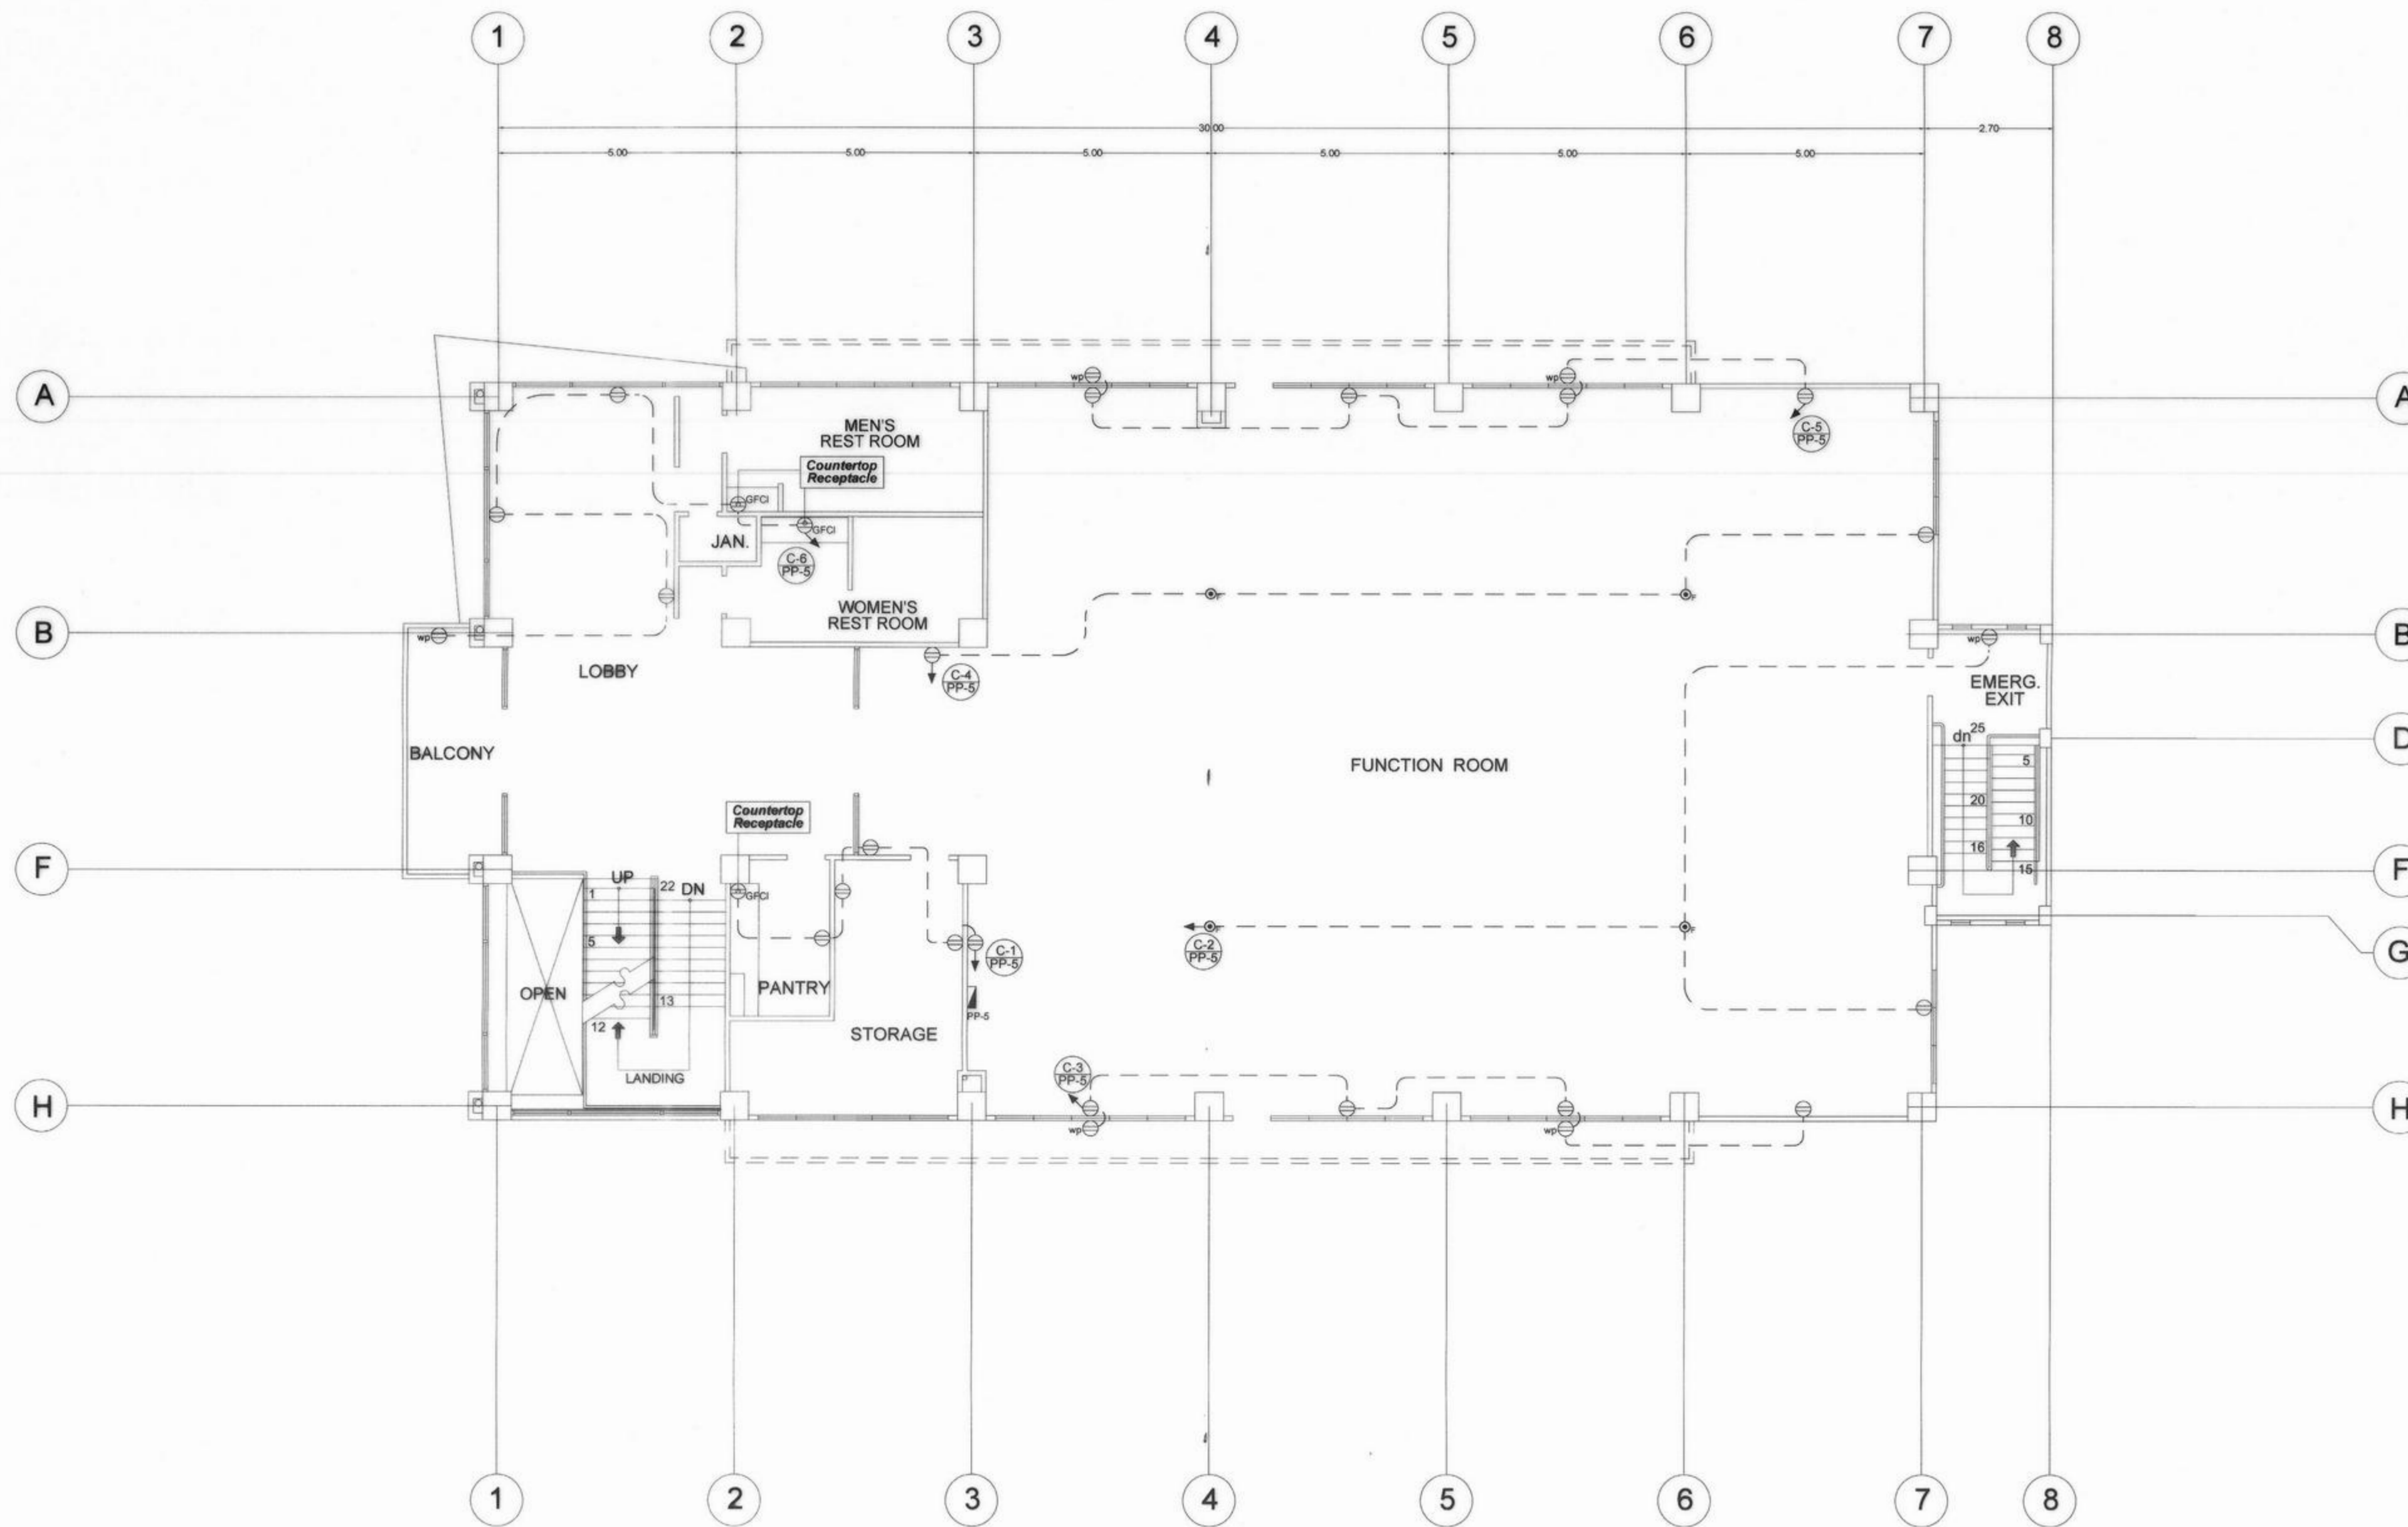 1 2 3 4 5 6 7 8
30.00 2.70
5.00 5.00 5.00 5.00 5.00 5.00
wp wp
A A
MEN'S
REST ROOM
C-5
PP-5
Countertop
Receptacle
GFCI
GFCI
JAN.
C-6
PP-5
F F
WOMEN'S
REST ROOM
B B
wp wp
LOBBY
C-4
PP-5
EMERG.
EXIT
dn 25
D
BALCONY
FUNCTION ROOM
5
20
Countertop
Receptacle
10
16
F F
15
UP
22 DN
1
GFCI
F F
5
C-1
PP-5
C-2
PP-5
G
OPEN
13
PANTRY
PP-5
12
STORAGE
LANDING
C-3
PP-5
H H
wp wp
1 2 3 4 5 6 7 8